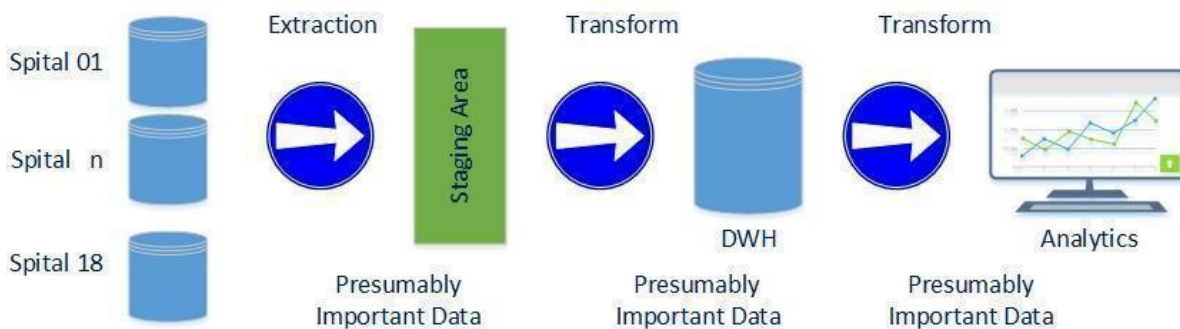 Spital 01
Spital n
Spital 18
Extraction
Staging Area
Transform
DWH
Transform
Analytics
Presumably
Important Data
Presumably
Important Data
Presumably
Important Data